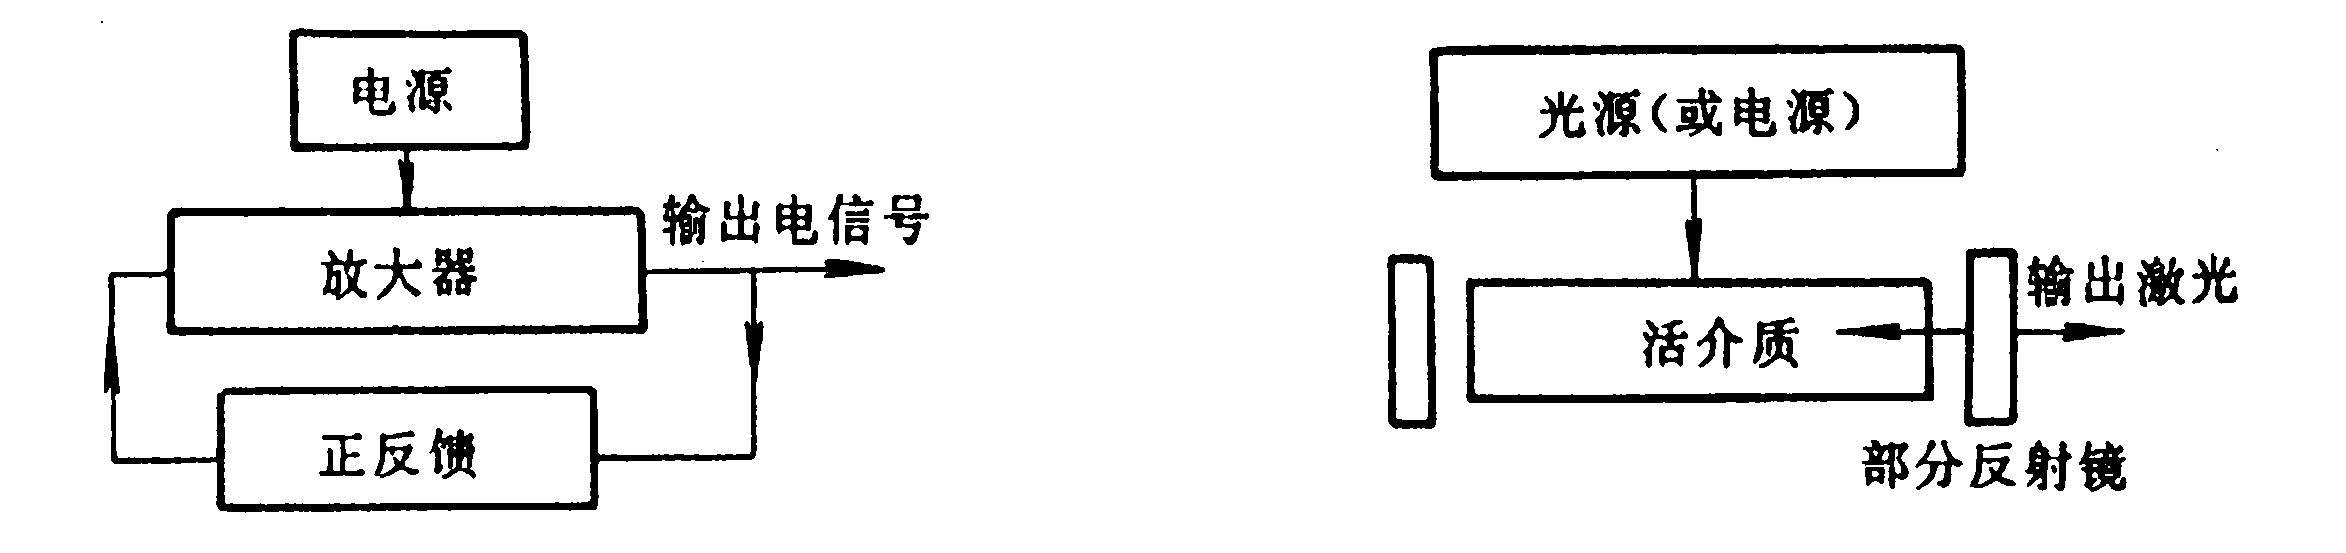 电源
放大器
输出电信号
正反馈
光源(或电源)
活介质
输出激光
部分反射镜